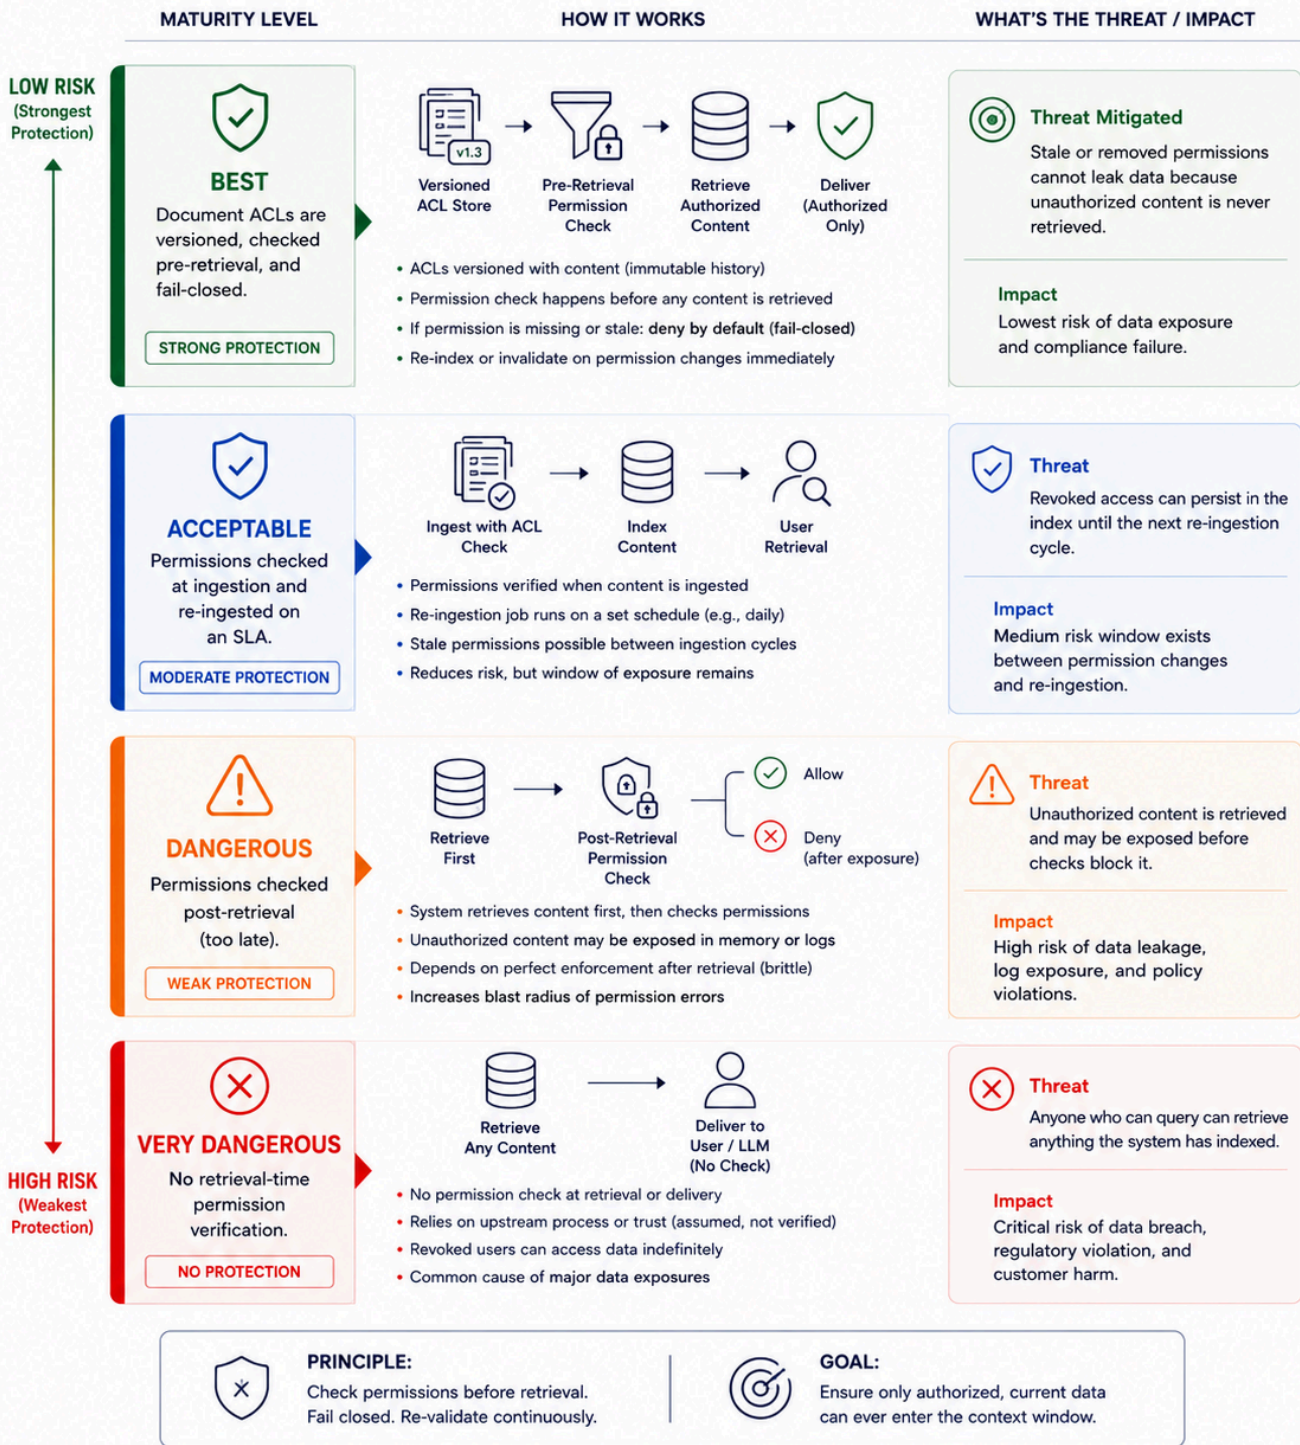 MATURITY LEVEL
HOW IT WORKS
WHAT'S THE THREAT / IMPACT
LOW RISK
(Strongest
Protection)
BEST
Document ACLs are
versioned, checked
pre-retrieval, and
fail-closed.
STRONG PROTECTION
v1.3
Versioned
ACL Store
Pre-Retrieval
Permission
Check
Retrieve
Authorized
Content
Deliver
(Authorized
Only)
• ACLs versioned with content (immutable history)
• Permission check happens before any content is retrieved
• If permission is missing or stale: deny by default (fail-closed)
• Re-index or invalidate on permission changes immediately
Threat Mitigated
Stale or removed permissions
cannot leak data because
unauthorized content is never
retrieved.
Impact
Lowest risk of data exposure
and compliance failure.
ACCEPTABLE
Permissions checked
at ingestion and
re-ingested on
an SLA.
MODERATE PROTECTION
Ingest with ACL
Check
Index
Content
User
Retrieval
• Permissions verified when content is ingested
• Re-ingestion job runs on a set schedule (e.g., daily)
• Stale permissions possible between ingestion cycles
• Reduces risk, but window of exposure remains
Threat
Revoked access can persist in the
index until the next re-ingestion
cycle.
Impact
Medium risk window exists
between permission changes
and re-ingestion.
DANGEROUS
Permissions checked
post-retrieval
(too late).
WEAK PROTECTION
Retrieve
First
Post-Retrieval
Permission
Check
Allow
Deny
(after exposure)
• System retrieves content first, then checks permissions
• Unauthorized content may be exposed in memory or logs
• Depends on perfect enforcement after retrieval (brittle)
• Increases blast radius of permission errors
Threat
Unauthorized content is retrieved
and may be exposed before
checks block it.
Impact
High risk of data leakage,
log exposure, and policy
violations.
VERY DANGEROUS
No retrieval-time
permission
verification.
NO PROTECTION
HIGH RISK
(Weakest
Protection)
Retrieve
Any Content
Deliver to
User / LLM
(No Check)
• No permission check at retrieval or delivery
• Relies on upstream process or trust (assumed, not verified)
• Revoked users can access data indefinitely
• Common cause of major data exposures
Threat
Anyone who can query can retrieve
anything the system has indexed.
Impact
Critical risk of data breach,
regulatory violation, and
customer harm.
PRINCIPLE:
Check permissions before retrieval.
Fail closed. Re-validate continuously.
GOAL:
Ensure only authorized, current data
can ever enter the context window.